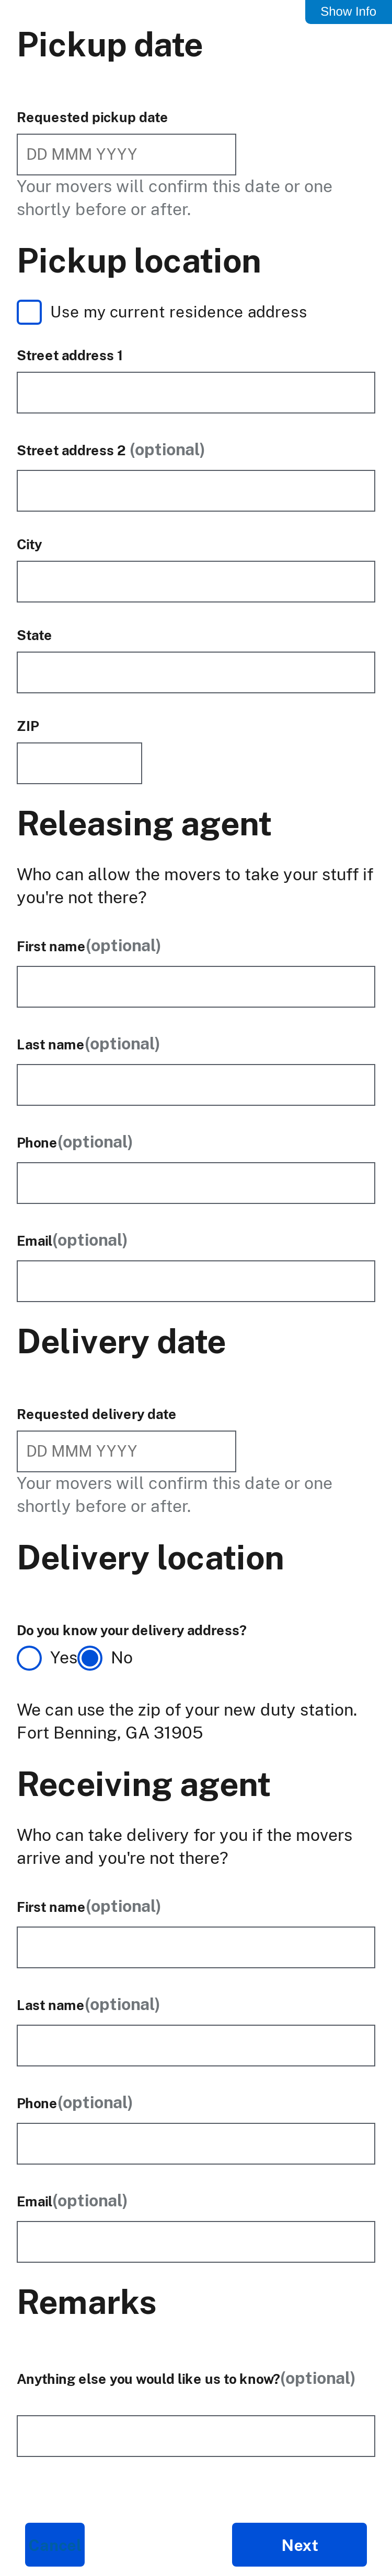 Show Info
Pickup date
Requested pickup date
DD MMM YYYY
Your movers will confirm this date or one
shortly before or after.
Pickup location
Use my current residence address
Street address 1
Street address 2 (optional)
City
State
ZIP
Releasing agent
Who can allow the movers to take your stuff if
you're not there?
First name(optional)
Last name(optional)
Phone(optional)
Email(optional)
Delivery date
Requested delivery date
DD MMM YYYY
Your movers will confirm this date or one
shortly before or after.
Delivery location
Do you know your delivery address?
Yes No
We can use the zip of your new duty station.
Fort Benning, GA 31905
Receiving agent
Who can take delivery for you if the movers
arrive and you're not there?
First name(optional)
Last name(optional)
Phone(optional)
Email(optional)
Remarks
Anything else you would like us to know?(optional)
Next